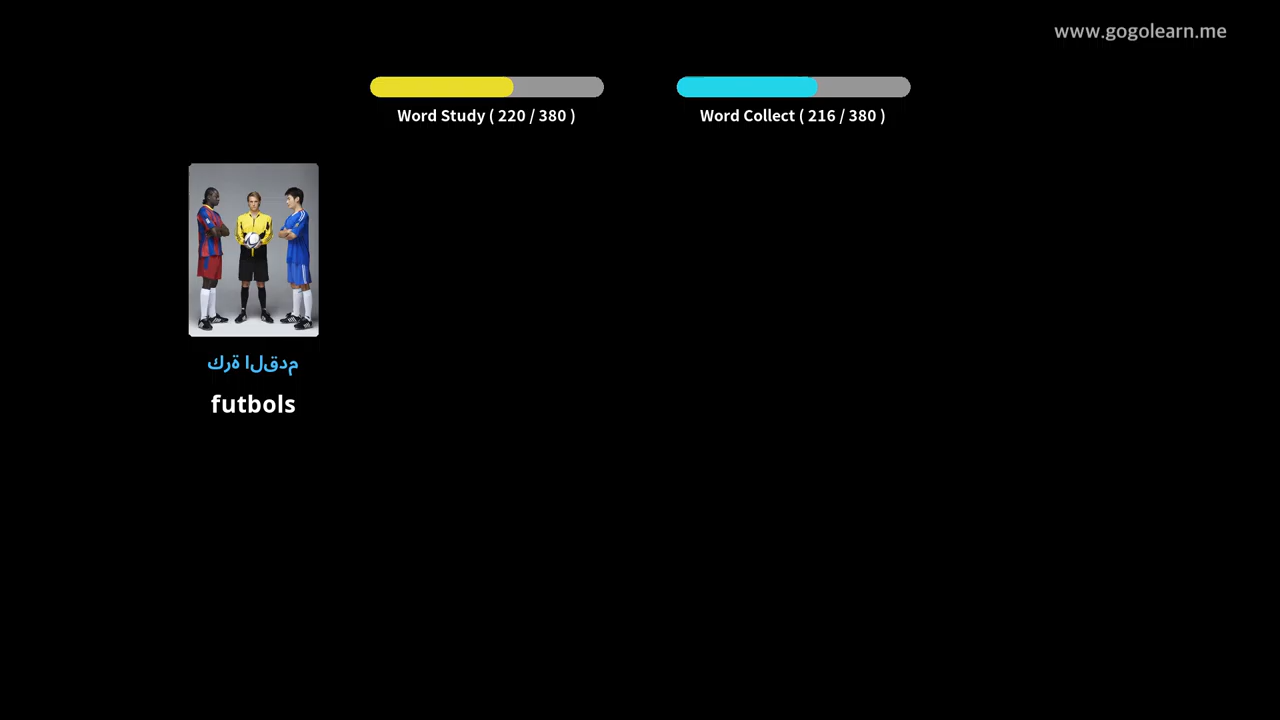 www.gogolearn.me
Word Study ( 220 / 380 )
Word Collect ( 216 / 380 )
كرة القدم
futbols